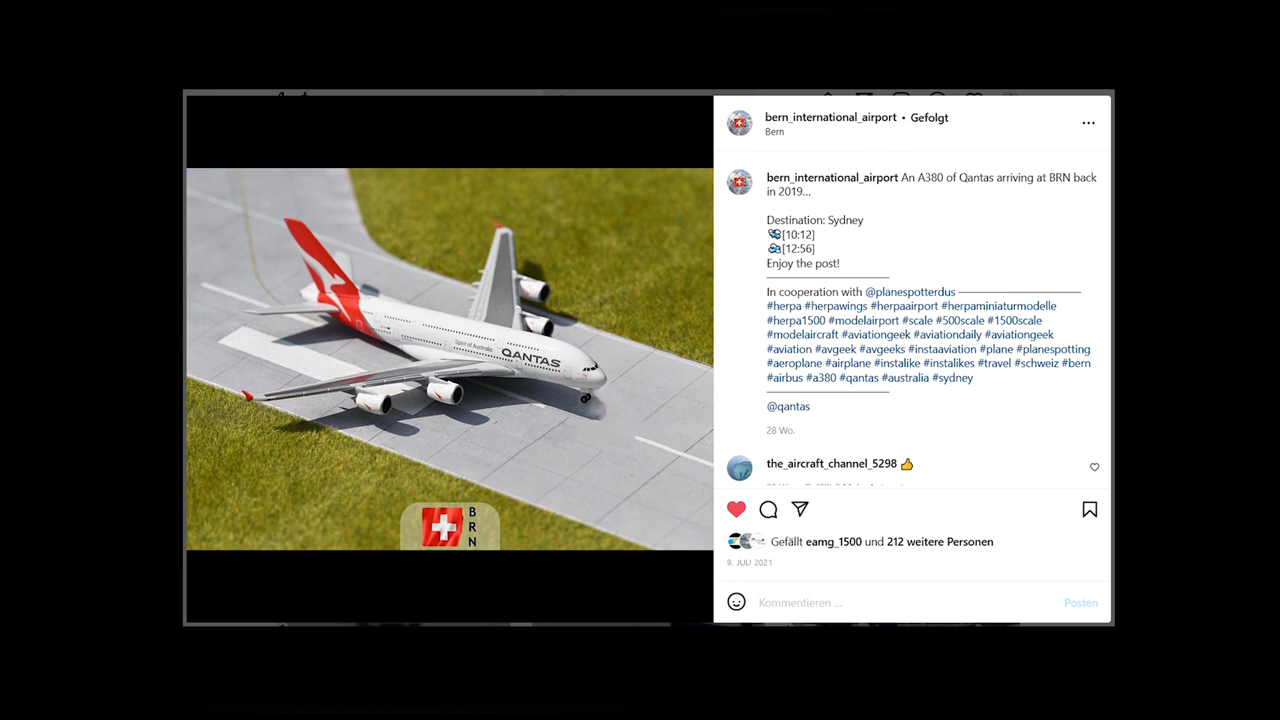 bern_international_airport • Gefolgt
Bern
bern_international_airport An A380 of Qantas arriving at BRN back
in 2019...
Destination: Sydney
[10:12]
[12:56]
Enjoy the post!
In cooperation with @planespotterdus
#herpa #herpawings #herpaairport #herpaminiaturmodelle
#herpa1500 #modelairport #scale #500scale #1500scale
#modelaircraft #aviationgeek #aviationdaily #aviationgeek
#aviation #avgeek #avgeeks #instaaviation #plane #planespotting
#aeroplane #airplane #instalike #instalikes #travel #schweiz #bern
#airbus #a380 #qantas #australia #sydney
@qantas
28 Wo.
the_aircraft_channel_5298 👍
Gefällt eamg_1500 und 212 weitere Personen
9. JULI 2021
Kommentieren ...
Posten
Spirit of Australia
QANTAS
BRN